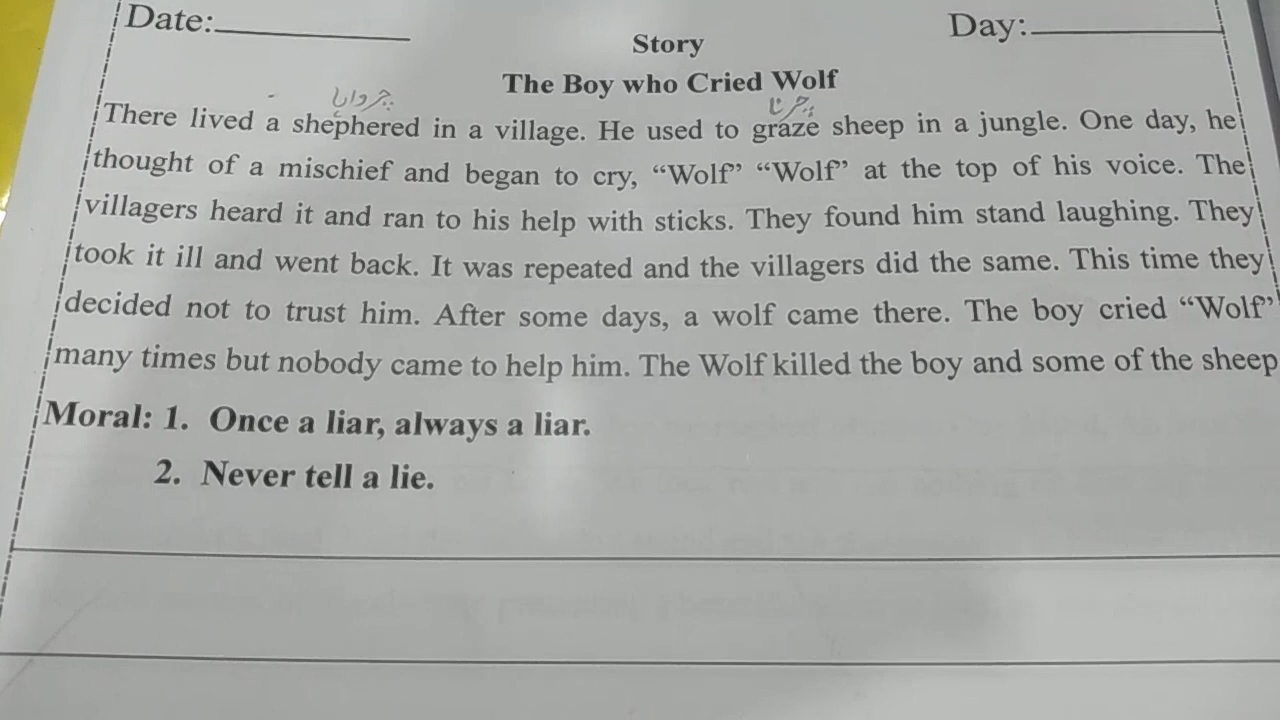 Date:__________ Day:__________
Story
The Boy who Cried Wolf
چرواہا چرنا
There lived a shephered in a village. He used to graze sheep in a jungle. One day, he
thought of a mischief and began to cry, “Wolf” “Wolf” at the top of his voice. The
villagers heard it and ran to his help with sticks. They found him stand laughing. They
took it ill and went back. It was repeated and the villagers did the same. This time they
decided not to trust him. After some days, a wolf came there. The boy cried “Wolf”
many times but nobody came to help him. The Wolf killed the boy and some of the sheep
Moral: 1. Once a liar, always a liar.
2. Never tell a lie.